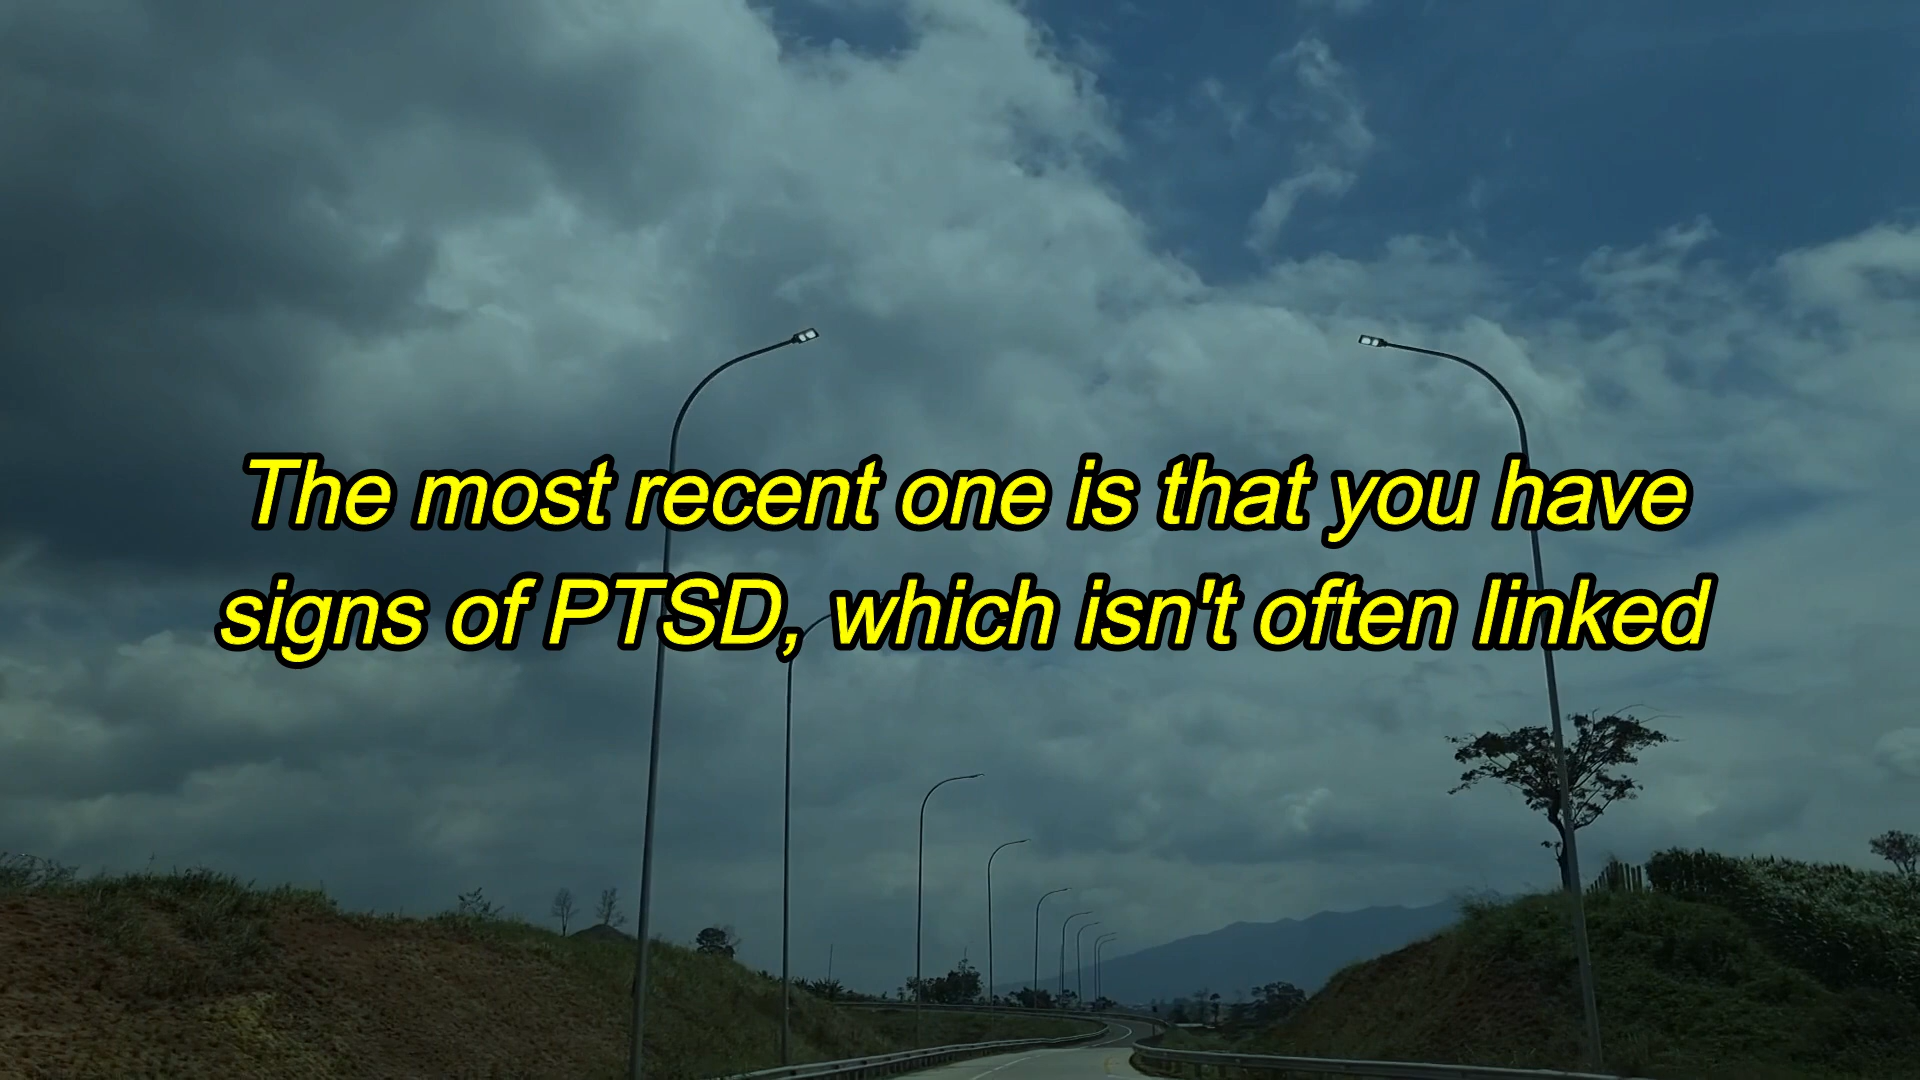 The most recent one is that you have
signs of PTSD, which isn't often linked